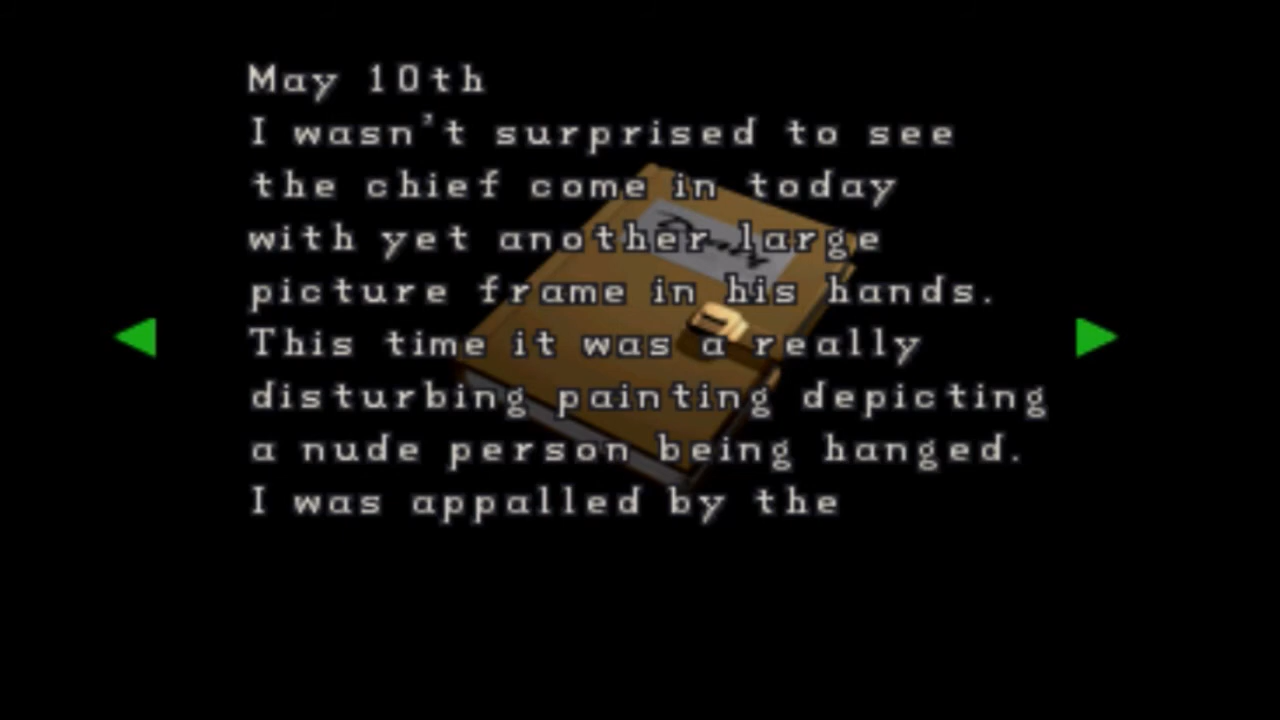 May 10th
I wasn't surprised to see
the chief come in today
with yet another large
picture frame in his hands.
This time it was a really
disturbing painting depicting
a nude person being hanged.
I was appalled by the